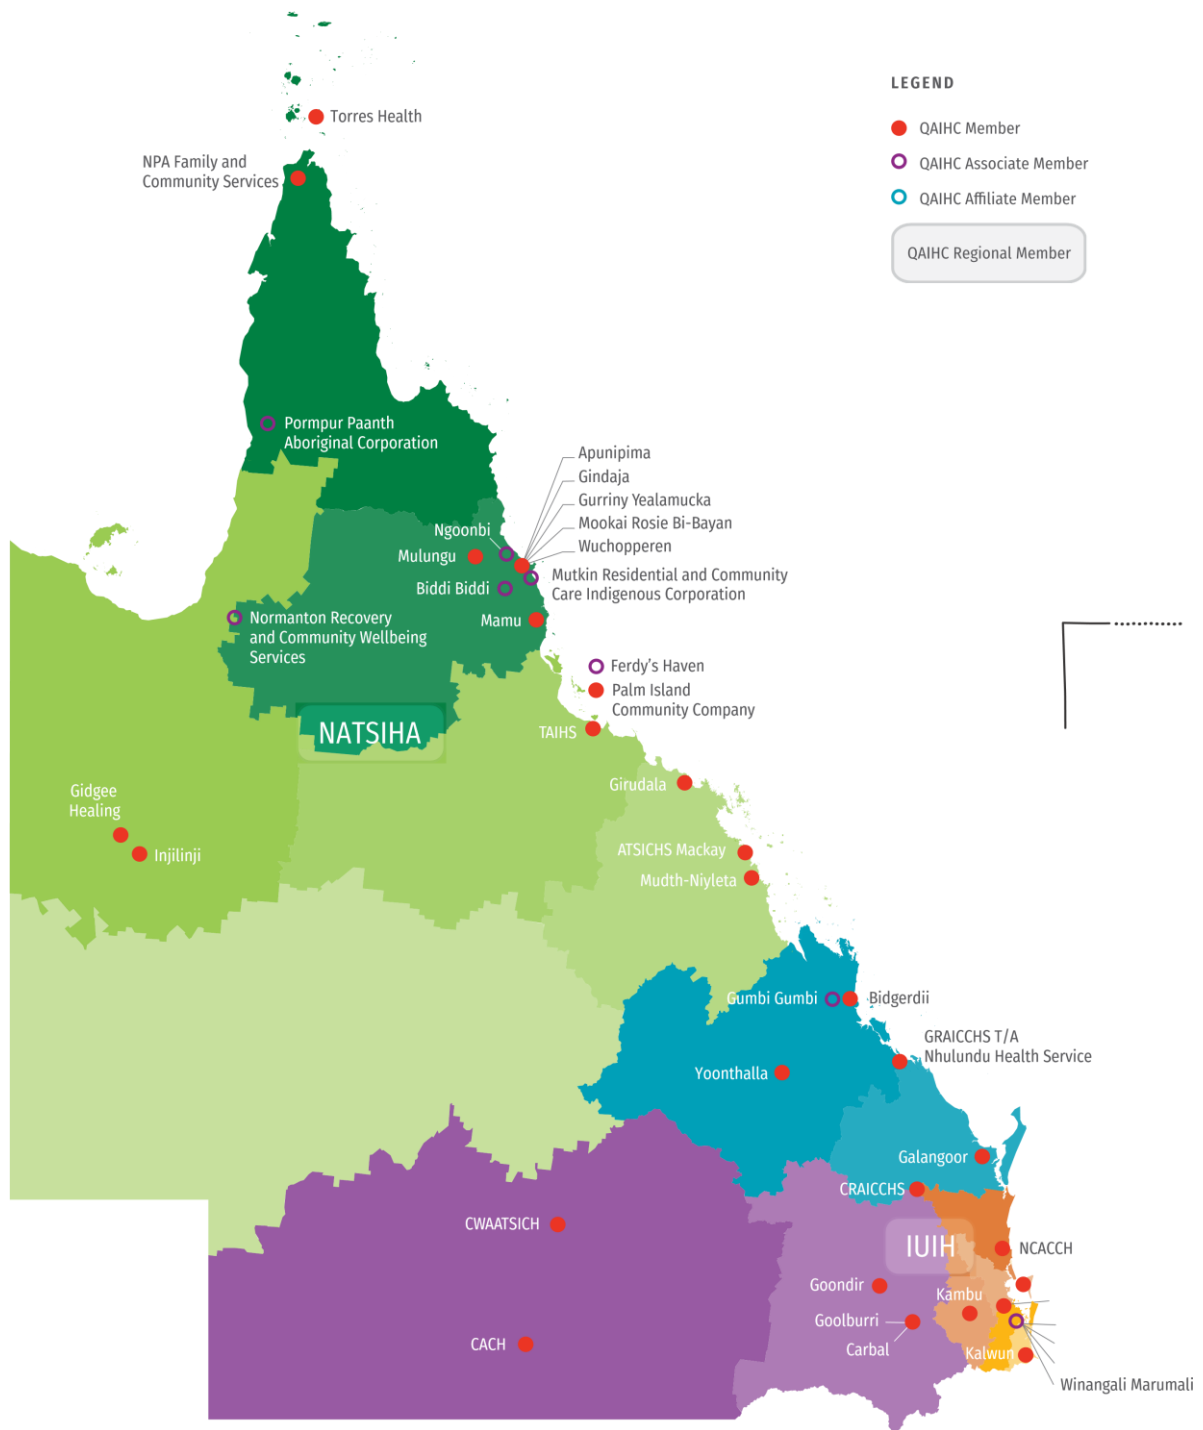 LEGEND
QAIHC Member
QAIHC Associate Member
QAIHC Affiliate Member
QAIHC Regional Member
Torres Health
NPA Family and
Community Services
Pormpur Paanth
Aboriginal Corporation
Apunipima
Gindaja
Gurriny Yealamucka
Mookai Rosie Bi-Bayan
Wuchopperen
Ngoonbi
Mulungu
Biddi Biddi
Mutkin Residential and Community
Care Indigenous Corporation
Mamu
Normanton Recovery
and Community Wellbeing
Services
Ferdy's Haven
Palm Island
Community Company
NATSIHA
TAIHS
Girudala
Gidgee
Healing
Injilinji
ATSICHS Mackay
Mudth-Niyleta
Gumbi Gumbi
Bidgerdii
GRAICCHS T/A
Nhulundu Health Service
Yoonthalla
Galangoor
CRAICCHS
CWAATSICH
IUIH
NCACCH
Goondir
Kambu
Goolburri
Carbal
CACH
Kalwun
Winangali Marumali